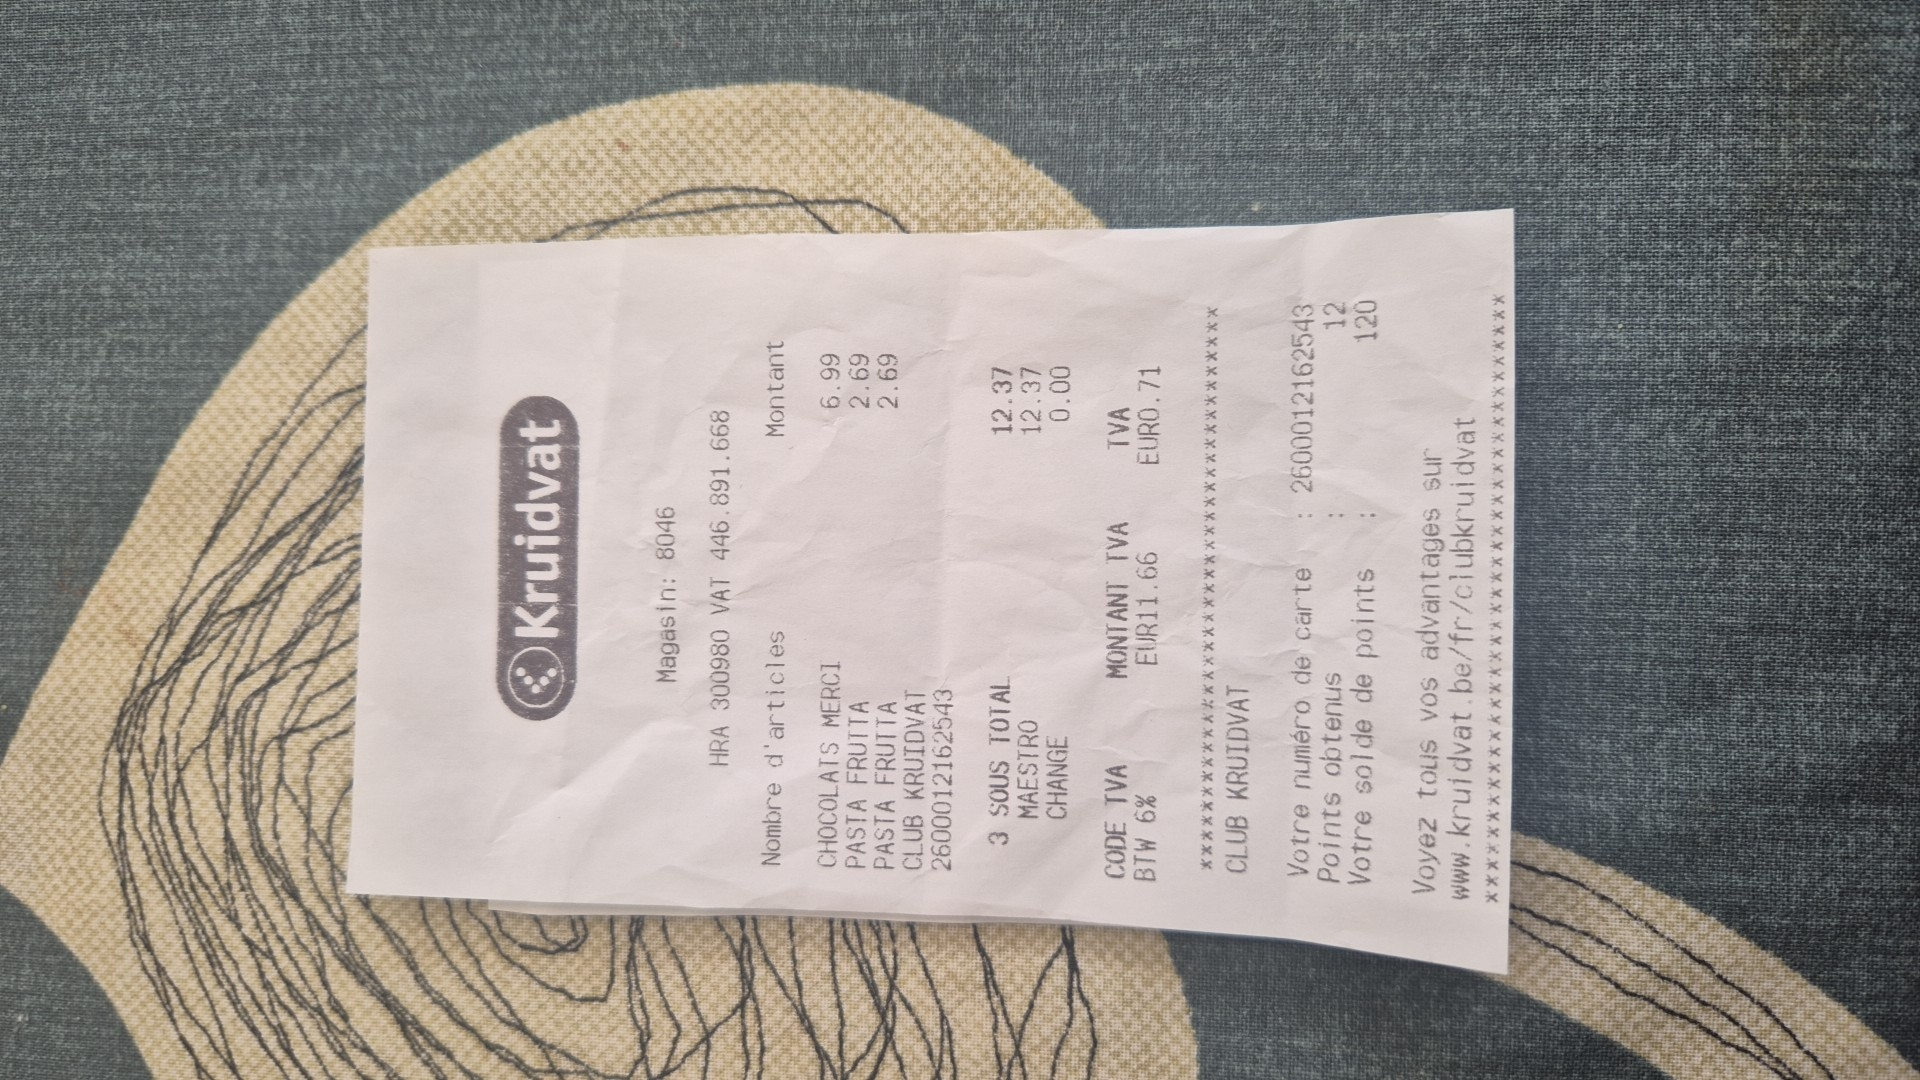 Kruidvat
Magasin: 8046
HRA 300980 VAT 446.891.668
Nombre d'articles Montant
CHOCOLATS MERCI 6.99
PASTA FRUTTA 2.69
PASTA FRUTTA 2.69
CLUB KRUIDVAT
2600012162543
3 SOUS TOTAL 12.37
MAESTRO 12.37
CHANGE 0.00
CODE TVA MONTANT TVA TVA
BTW 6% EUR11.66 EUR0.71
****************************************
CLUB KRUIDVAT
Votre numéro de carte : 2600012162543
Points obtenus : 12
Votre solde de points : 120
Voyez tous vos advantages sur
www.kruidvat.be/fr/clubkruidvat
****************************************